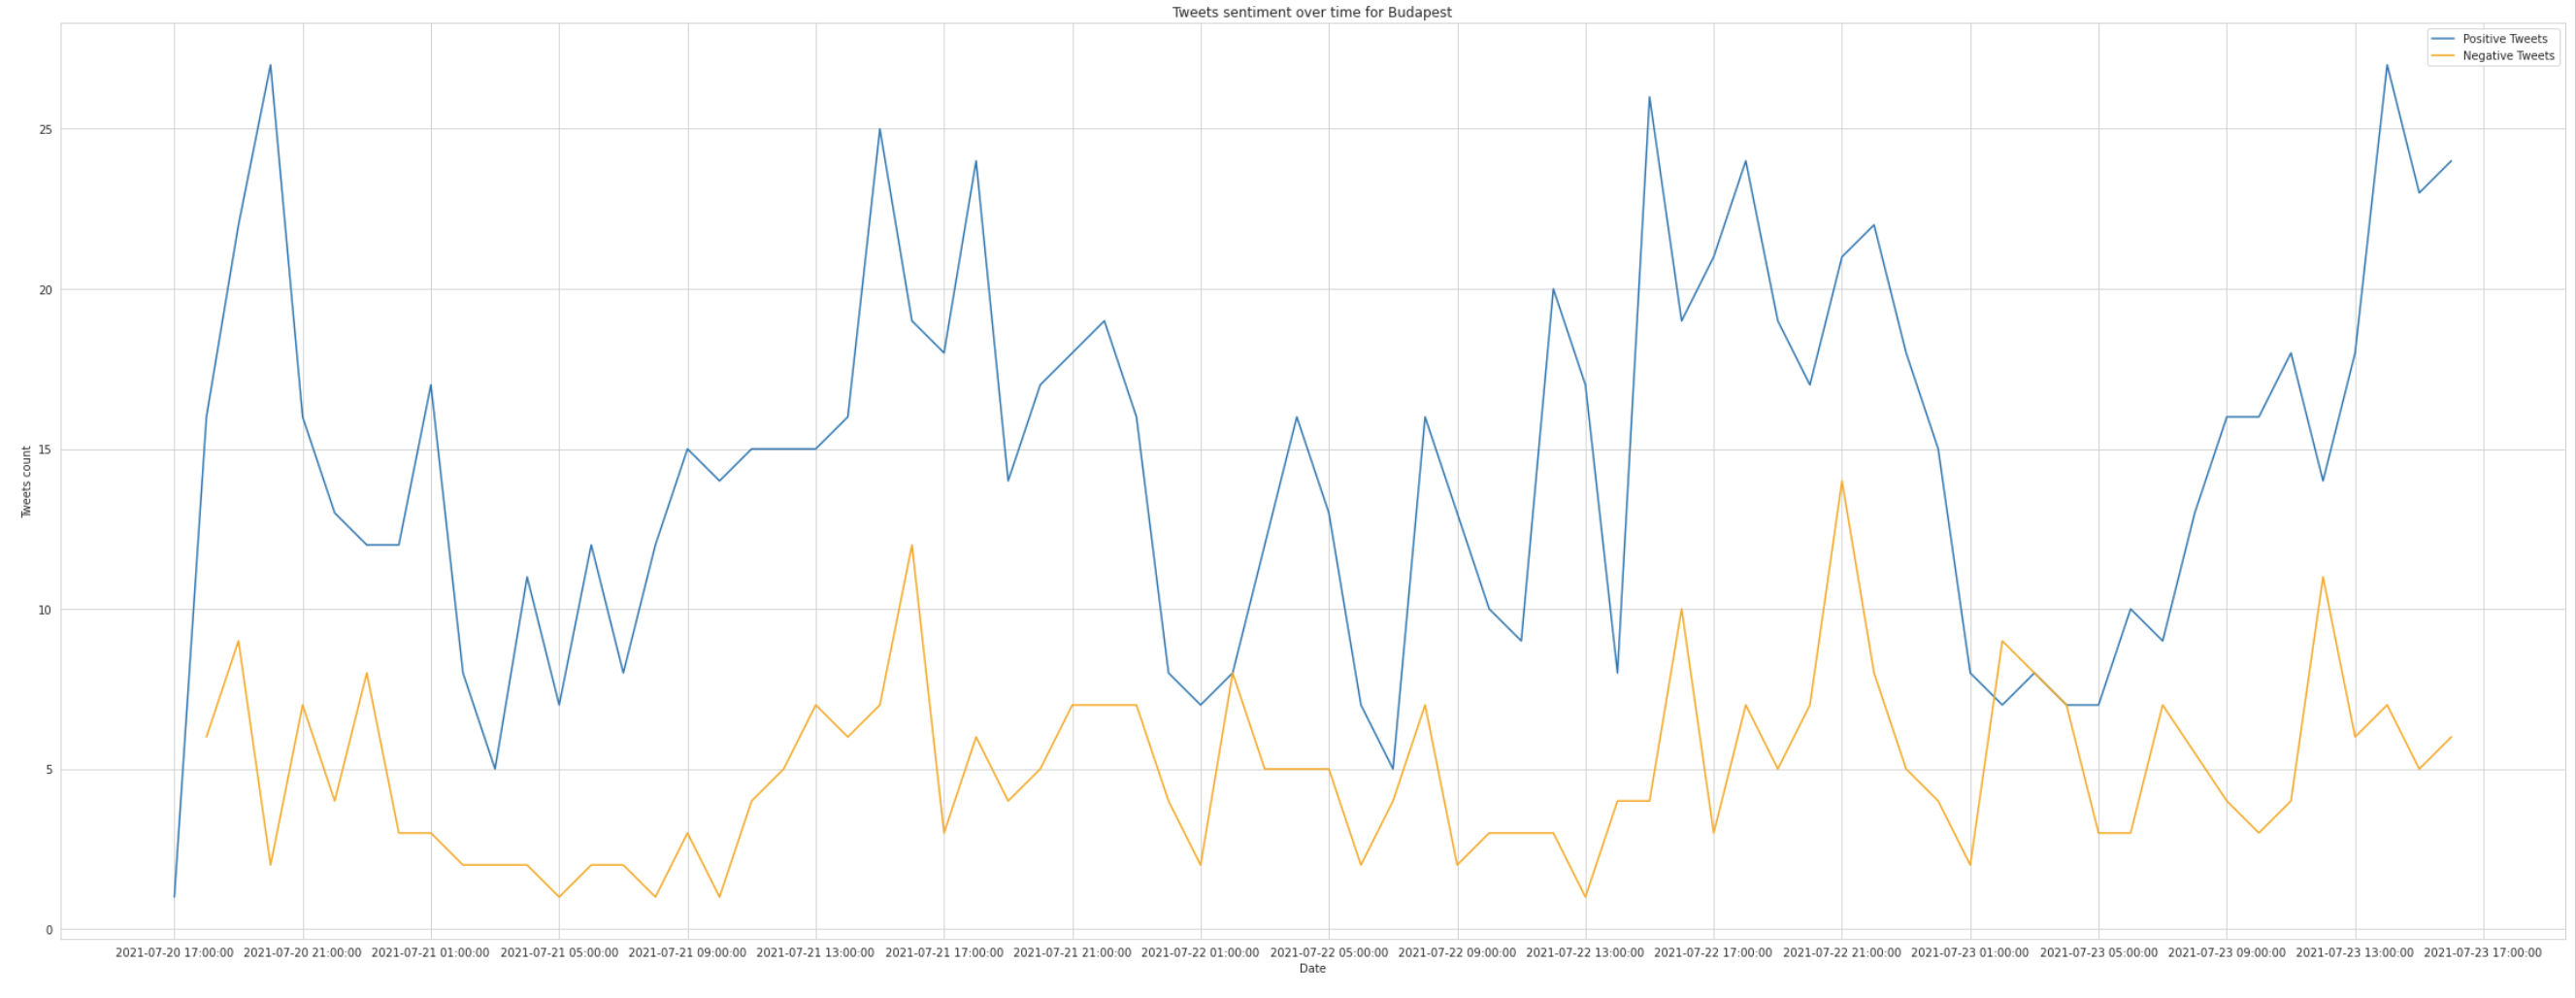 Tweets sentiment over time for Budapest
Positive Tweets
Negative Tweets
25
20
15
10
5
0
Tweets count
2021-07-20 17:00:00 2021-07-20 21:00:00 2021-07-21 01:00:00 2021-07-21 05:00:00 2021-07-21 09:00:00 2021-07-21 13:00:00 2021-07-21 17:00:00 2021-07-21 21:00:00 2021-07-22 01:00:00 2021-07-22 05:00:00 2021-07-22 09:00:00 2021-07-22 13:00:00 2021-07-22 17:00:00 2021-07-22 21:00:00 2021-07-23 01:00:00 2021-07-23 05:00:00 2021-07-23 09:00:00 2021-07-23 13:00:00 2021-07-23 17:00:00
Date